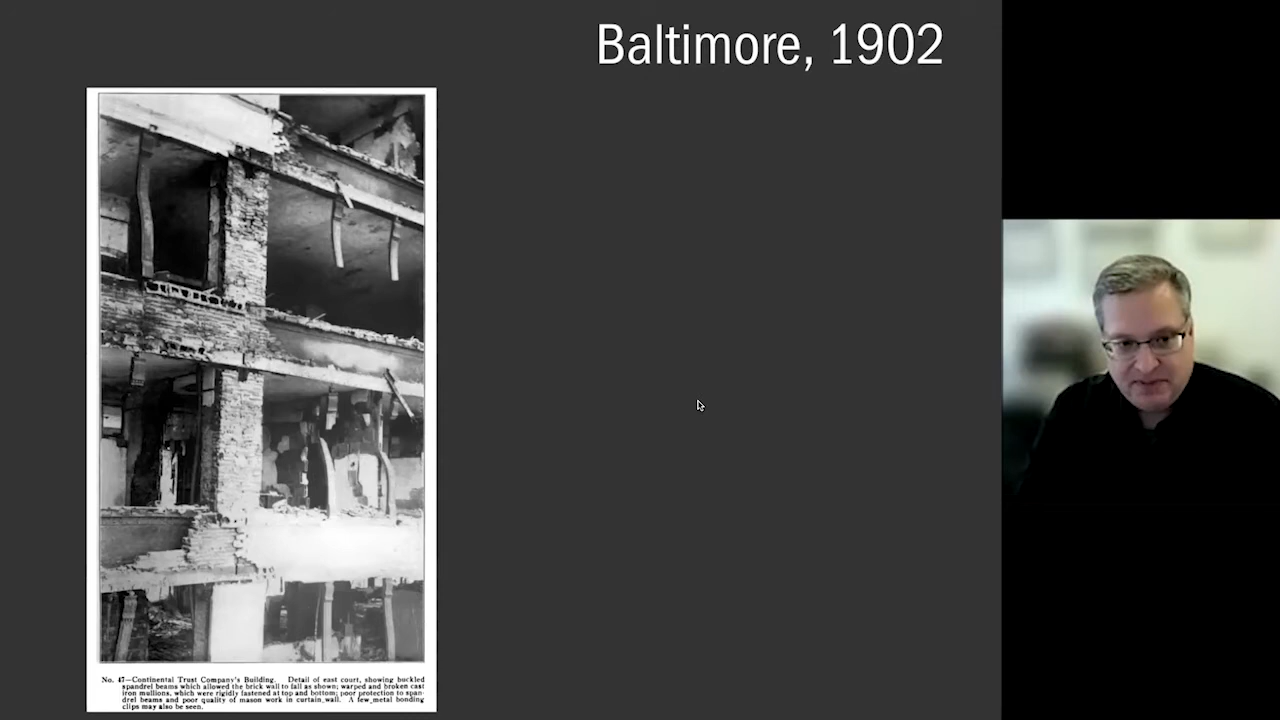 Baltimore, 1902
No. 47—Continental Trust Company's Building. Detail of east court, showing buckled
spandrel beams which allowed the brick wall to fall as shown; warped and broken cast
iron mullions, which were rigidly fastened at top and bottom; poor protection to span-
drel beams and poor quality of mason work in curtain wall. A few metal bonding
clips may also be seen.